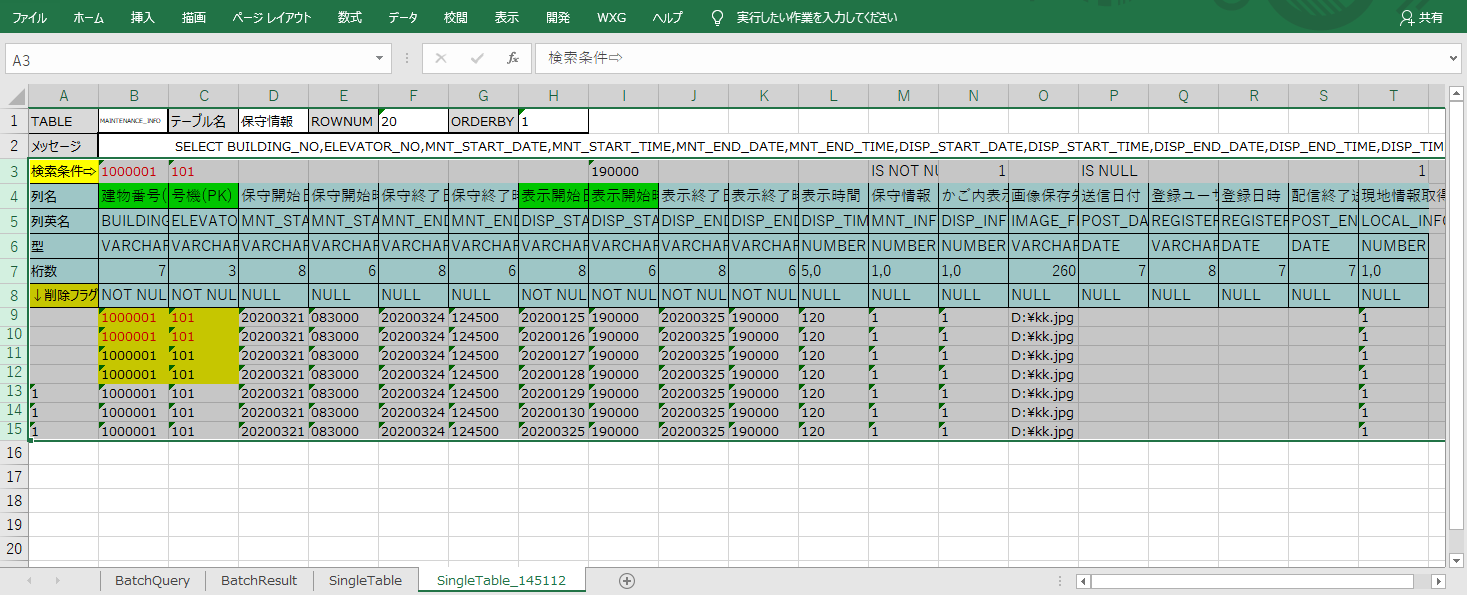 ファイル ホーム 挿入 描画 ページ レイアウト 数式 データ 校閲 表示 開発 WXG ヘルプ 実行したい作業を入力してください 共有
A3 fx 検索条件⇨
A B C D E F G H I J K L M N O P Q R S T
1 TABLE MAINTENANCE_INFO テーブル名 保守情報 ROWNUM 20 ORDERBY 1
2 メッセージ SELECT BUILDING_NO,ELEVATOR_NO,MNT_START_DATE,MNT_START_TIME,MNT_END_DATE,MNT_END_TIME,DISP_START_DATE,DISP_START_TIME,DISP_END_DATE,DISP_END_TIME,DISP_TIM
3 検索条件⇨ 1000001 101 190000 IS NOT NU 1 IS NULL 1
4 列名 建物番号( 号機(PK) 保守開始日 保守開始時 保守終了日 保守終了時 表示開始日 表示開始時 表示終了日 表示終了時 表示時間 保守情報 かご内表示 画像保存先 送信日付 登録ユーサ 登録日時 配信終了送 現地情報取得
5 列英名 BUILDING ELEVATO MNT_STA MNT_STA MNT_END MNT_END DISP_STA DISP_STA DISP_END DISP_END DISP_TIM MNT_INF DISP_INF IMAGE_F POST_DA REGISTER REGISTER POST_EN LOCAL_INFO
6 型 VARCHAR VARCHAR VARCHAR VARCHAR VARCHAR VARCHAR VARCHAR VARCHAR VARCHAR VARCHAR NUMBER NUMBER NUMBER VARCHAR DATE VARCHAR DATE DATE NUMBER
7 桁数 7 3 8 6 8 6 8 6 8 6 5,0 1,0 1,0 260 7 8 7 7 1,0
8 ↓削除フラグ NOT NUL NOT NUL NULL NULL NULL NULL NOT NUL NOT NUL NOT NUL NOT NUL NULL NULL NULL NULL NULL NULL NULL NULL NULL
9 1000001 101 20200321 083000 20200324 124500 20200125 190000 20200325 190000 120 1 1 D:¥kk.jpg 1
10 1000001 101 20200321 083000 20200324 124500 20200126 190000 20200325 190000 120 1 1 D:¥kk.jpg 1
11 1000001 101 20200321 083000 20200324 124500 20200127 190000 20200325 190000 120 1 1 D:¥kk.jpg 1
12 1000001 101 20200321 083000 20200324 124500 20200128 190000 20200325 190000 120 1 1 D:¥kk.jpg 1
13 1 1000001 101 20200321 083000 20200324 124500 20200129 190000 20200325 190000 120 1 1 D:¥kk.jpg 1
14 1 1000001 101 20200321 083000 20200324 124500 20200130 190000 20200325 190000 120 1 1 D:¥kk.jpg 1
15 1 1000001 101 20200321 083000 20200324 124500 20200325 190000 20200325 190000 120 1 1 D:¥kk.jpg 1
16
17
18
19
20
BatchQuery BatchResult SingleTable SingleTable_145112